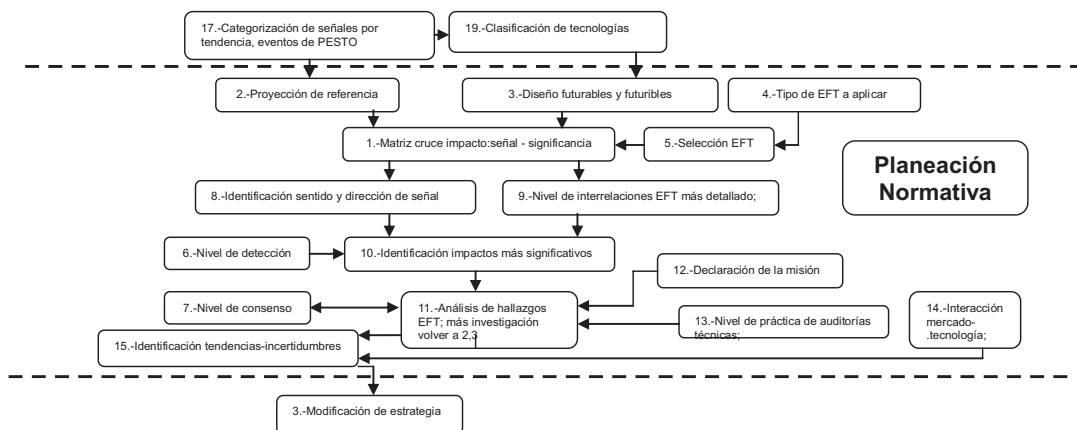 17.-Categorización de señales por
tendencia, eventos de PESTO
19.-Clasificación de tecnologías
2.-Proyección de referencia
3.-Diseño futurables y futuribles
4.-Tipo de EFT a aplicar
1.-Matriz cruce impacto:señal - significancia
5.-Selección EFT
Planeación
Normativa
8.-Identificación sentido y dirección de señal
9.-Nivel de interrelaciones EFT más detallado;
6.-Nivel de detección
10.-Identificación impactos más significativos
12.-Declaración de la misión
7.-Nivel de consenso
11.-Análisis de hallazgos
EFT; más investigación
volver a 2,3
13.-Nivel de práctica de auditorías
técnicas;
14.-Interacción
mercado-
.tecnología;
15.-Identificación tendencias-incertidumbres
3.-Modificación de estrategia